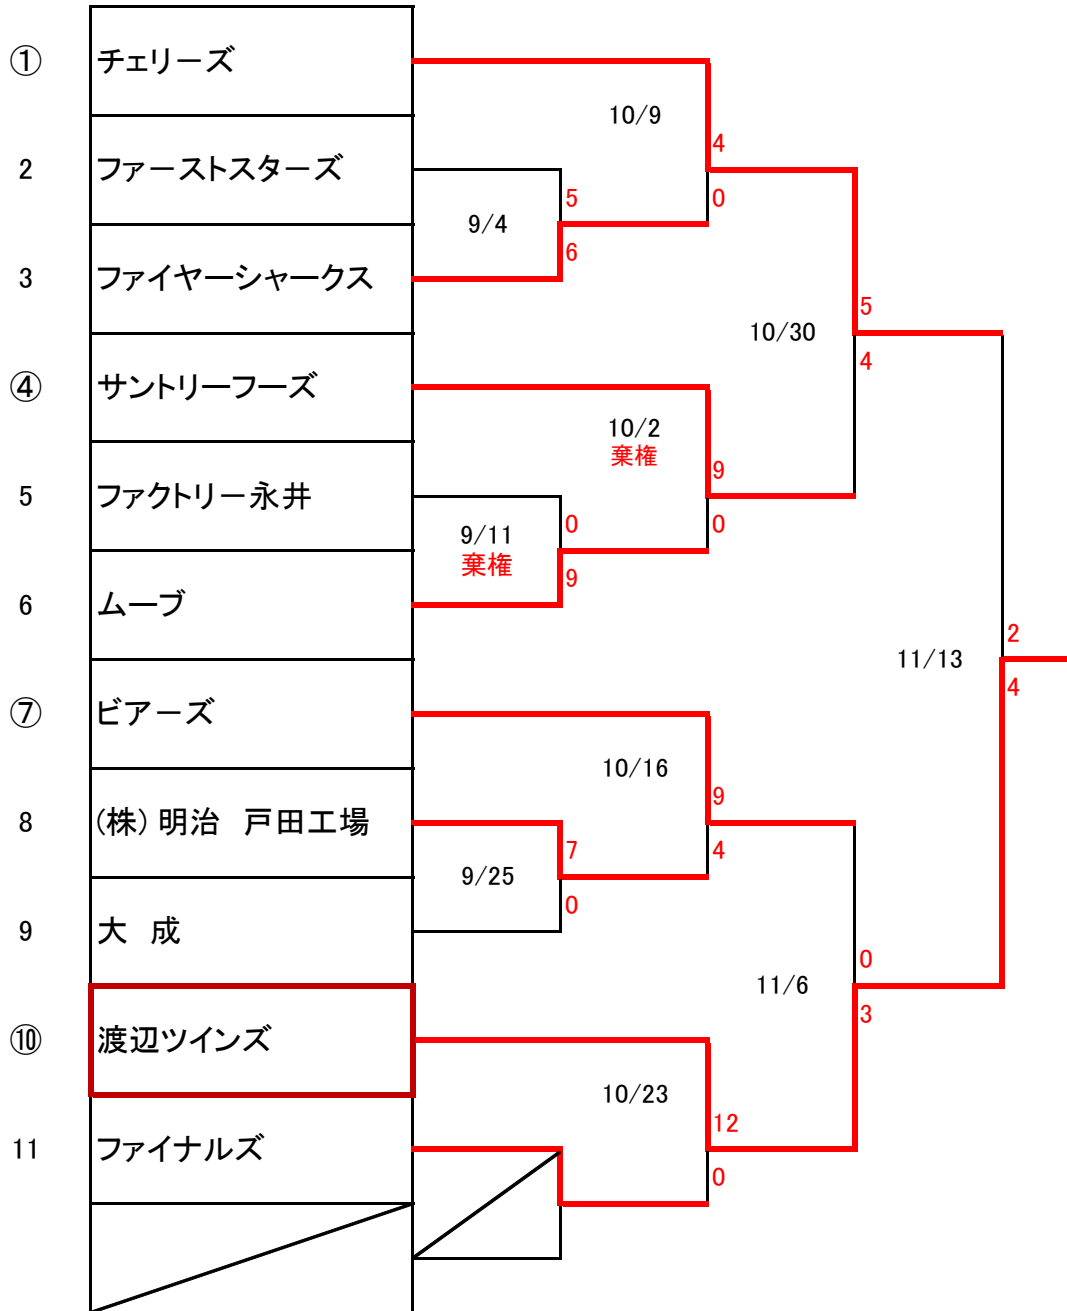 ① チェリーズ
10/9
4
2 ファーストスターズ
5
0
9/4
6
3 ファイヤーシャークス
5
10/30
4
④ サントリーフーズ
10/2
棄権
9
5 ファクトリー永井
0
0
9/11
棄権
9
6 ムーブ
2
11/13
4
⑦ ビアーズ
10/16
9
8 (株)明治 戸田工場
7
4
9/25
0
9 大 成
0
11/6
3
⑩ 渡辺ツインズ
10/23
12
11 ファイナルズ
0